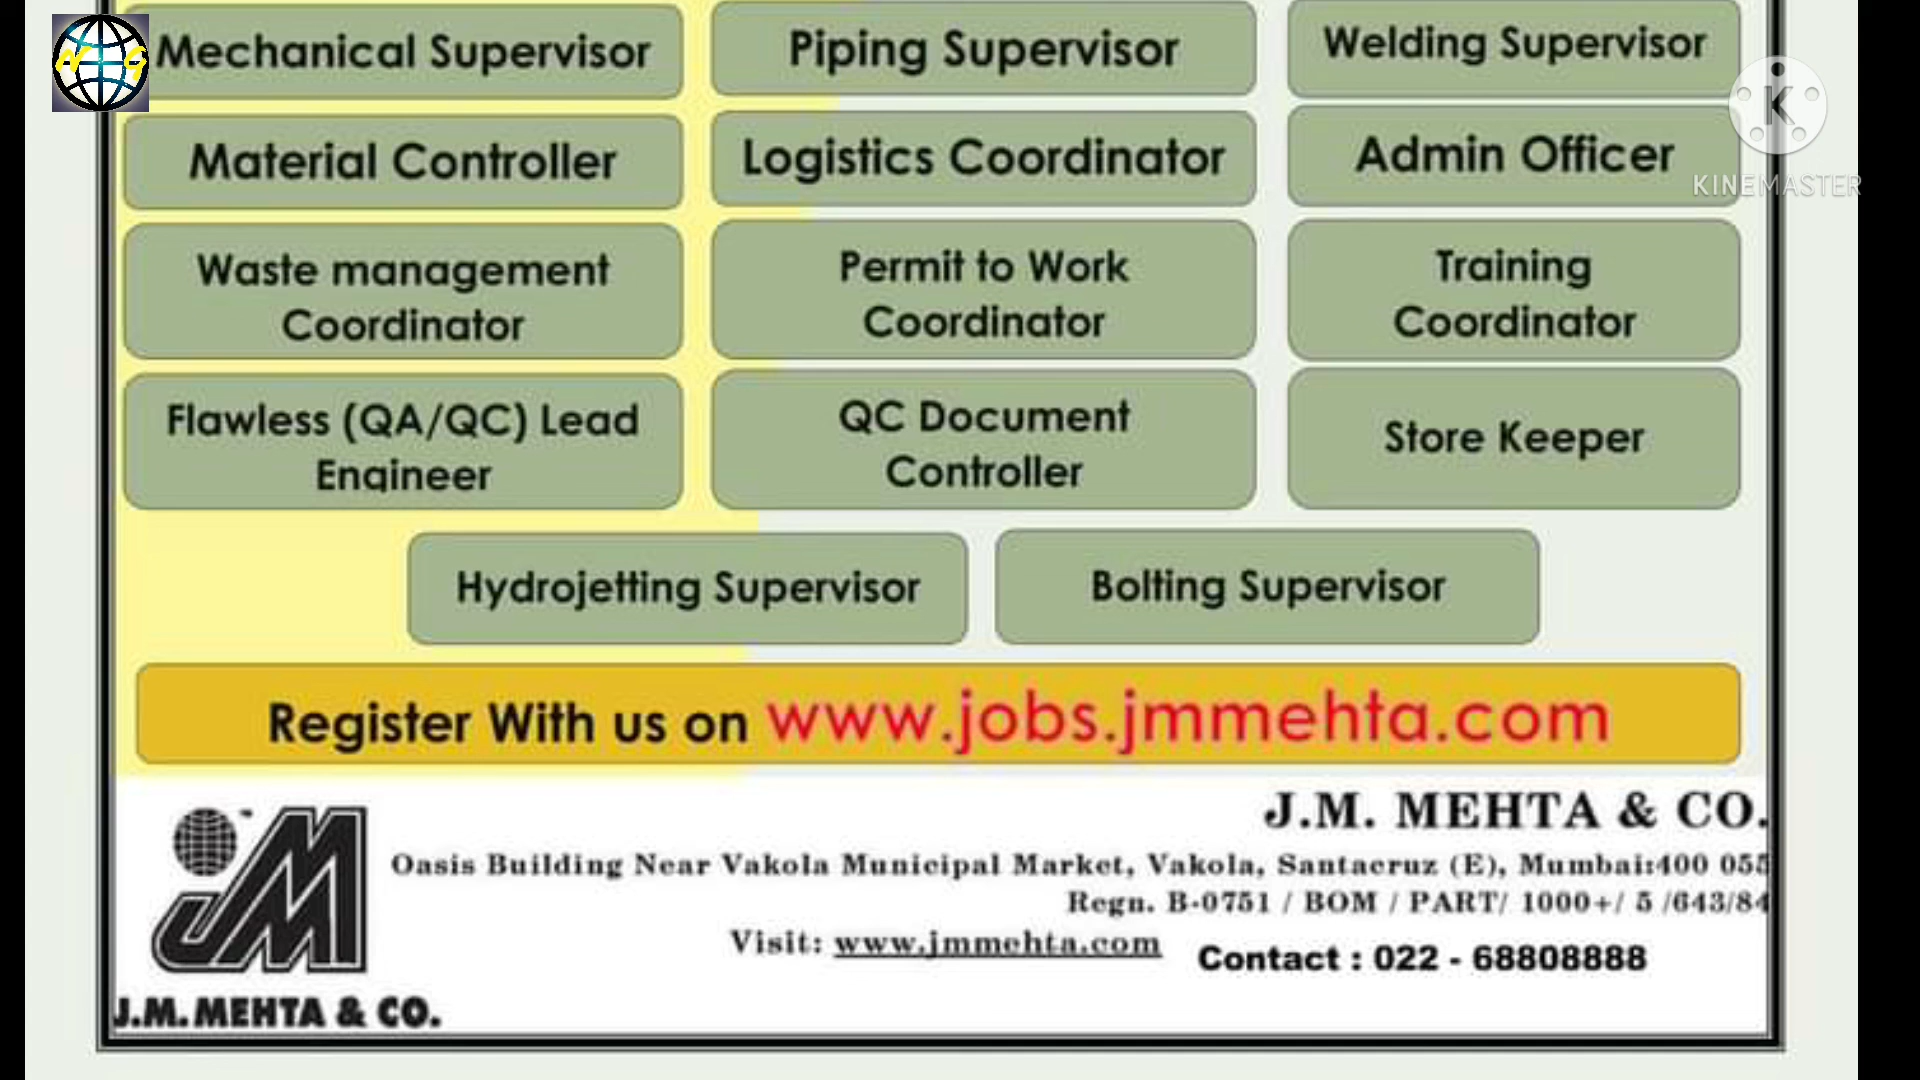 N G
Mechanical Supervisor
Piping Supervisor
Welding Supervisor
K
KINEMASTER
Material Controller
Logistics Coordinator
Admin Officer
Waste management
Coordinator
Permit to Work
Coordinator
Training
Coordinator
Flawless (QA/QC) Lead
Engineer
QC Document
Controller
Store Keeper
Hydrojetting Supervisor
Bolting Supervisor
Register With us on www.jobs.jmmehta.com
J.M. MEHTA & CO.
Oasis Building Near Vakola Municipal Market, Vakola, Santacruz (E), Mumbai:400 055
Regn. B-0751 / BOM / PART/ 1000+/ 5 /643/84
Visit: www.jmmehta.com
Contact : 022 - 68808888
JM
J.M. MEHTA & CO.